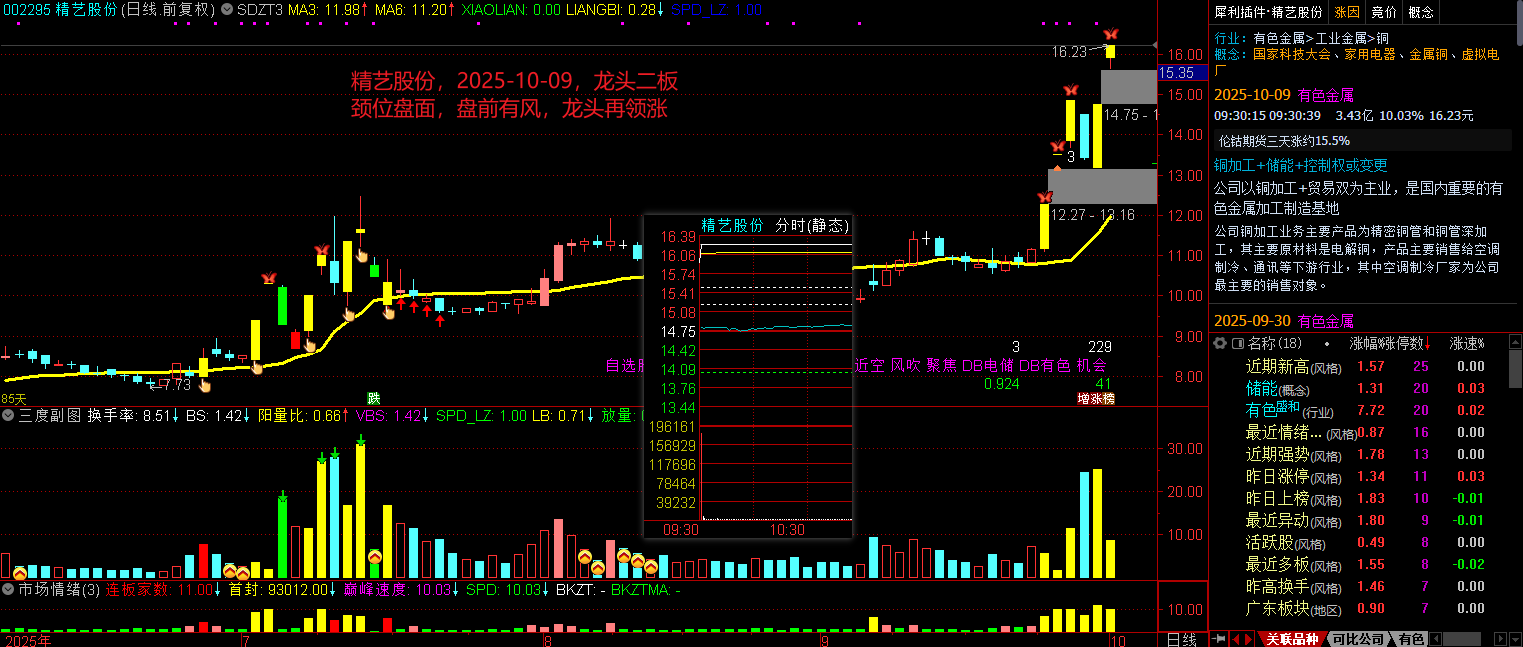 002295 精艺股份(日线.前复权) SDZT3 MA3: 11.98↑ MA6: 11.20↑ XIAOLIAN: 0.00 LIANGBI: 0.28↓ SPD_LZ: 1.00
精艺股份，2025-10-09，龙头二板
颈位盘面，盘前有风，龙头再领涨
16.23
14.75 - 1
3
12.27 - 13.16
7.73
16.00
15.35
15.00
14.00
13.00
12.00
11.00
10.00
9.00
8.00
自选股
近空 风吹 聚焦 DB电储 DB有色 机会
3
229
0.924
41
85天
跌
增涨榜
精艺股份 分时(静态)
16.39
16.08
15.74
15.41
15.08
14.75
14.42
14.09
13.76
13.44
196161
156929
117696
78464
39232
09:30
10:30
三度副图 换手率: 8.51↓ BS: 1.42↓ 阳量比: 0.66↑ VBS: 1.42↓ SPD_LZ: 1.00 LB: 0.71↓ 放量: 0
30.00
20.00
10.00
市场情绪(3) 连板家数: 11.00↓ 首封: 93012.00↓ 巅峰速度: 10.03↓ SPD: 10.03↓ BKZT: - BKZTMA: -
10.00
2025年
7
8
9
10
日线
犀利插件·精艺股份 涨因 竞价 概念
行业: 有色金属>工业金属>铜
概念: 国家科技大会、家用电器、金属铜、虚拟电
厂
2025-10-09 有色金属
09:30:15 09:30:39 3.43亿 10.03% 16.23元
伦钴期货三天涨约15.5%
铜加工+储能+控制权或变更
公司以铜加工+贸易双为主业，是国内重要的有
色金属加工制造基地
公司铜加工业务主要产品为精密铜管和铜管深加
工，其主要原材料是电解铜，产品主要销售给空调
制冷、通讯等下游行业，其中空调制冷厂家为公司
最主要的销售对象。
2025-09-30 有色金属
名称(18) • 涨幅%涨停数↓ 涨速%
近期新高(风格) 1.57 25 0.00
储能(概念) 1.31 20 0.03
有色盛和(行业) 7.72 20 0.02
最近情绪...(风格) 0.87 16 0.00
近期强势(风格) 1.78 13 0.00
昨日涨停(风格) 1.34 11 0.03
昨日上榜(风格) 1.83 10 -0.01
最近异动(风格) 1.80 9 -0.01
活跃股(风格) 0.49 8 0.00
最近多板(风格) 1.55 8 -0.02
昨高换手(风格) 1.46 7 0.00
广东板块(地区) 0.90 7 0.00
关联品种 可比公司 有色